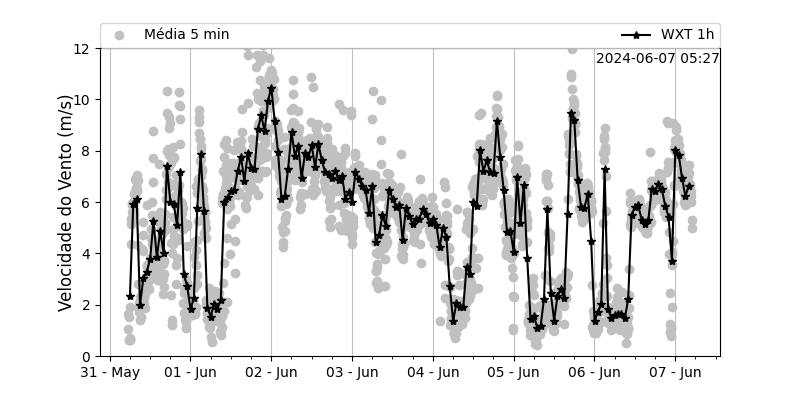 Média 5 min
WXT 1h
2024-06-07 05:27
Velocidade do Vento (m/s)
12
10
8
6
4
2
0
31 - May
01 - Jun
02 - Jun
03 - Jun
04 - Jun
05 - Jun
06 - Jun
07 - Jun